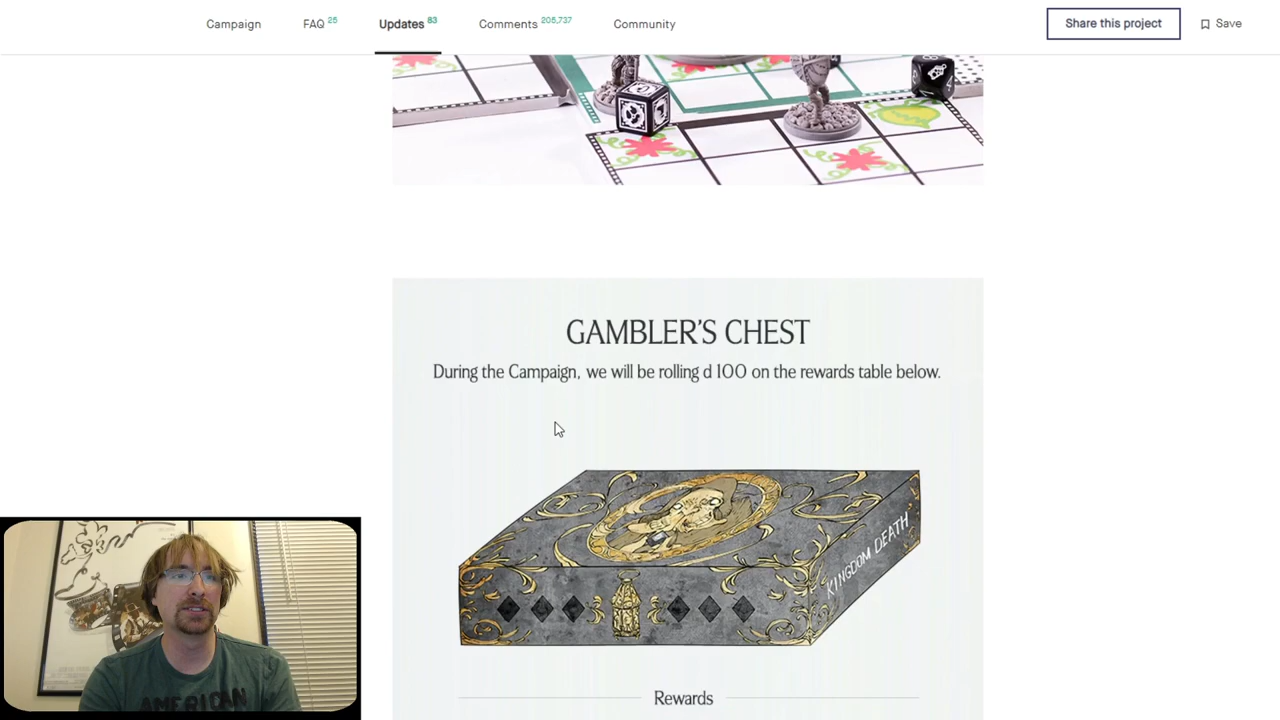 Campaign
FAQ 25
Updates 83
Comments 205,737
Community
Share this project
Save
GAMBLER'S CHEST
During the Campaign, we will be rolling d 100 on the rewards table below.
KINGDOM DEATH
Rewards
AMERICAN